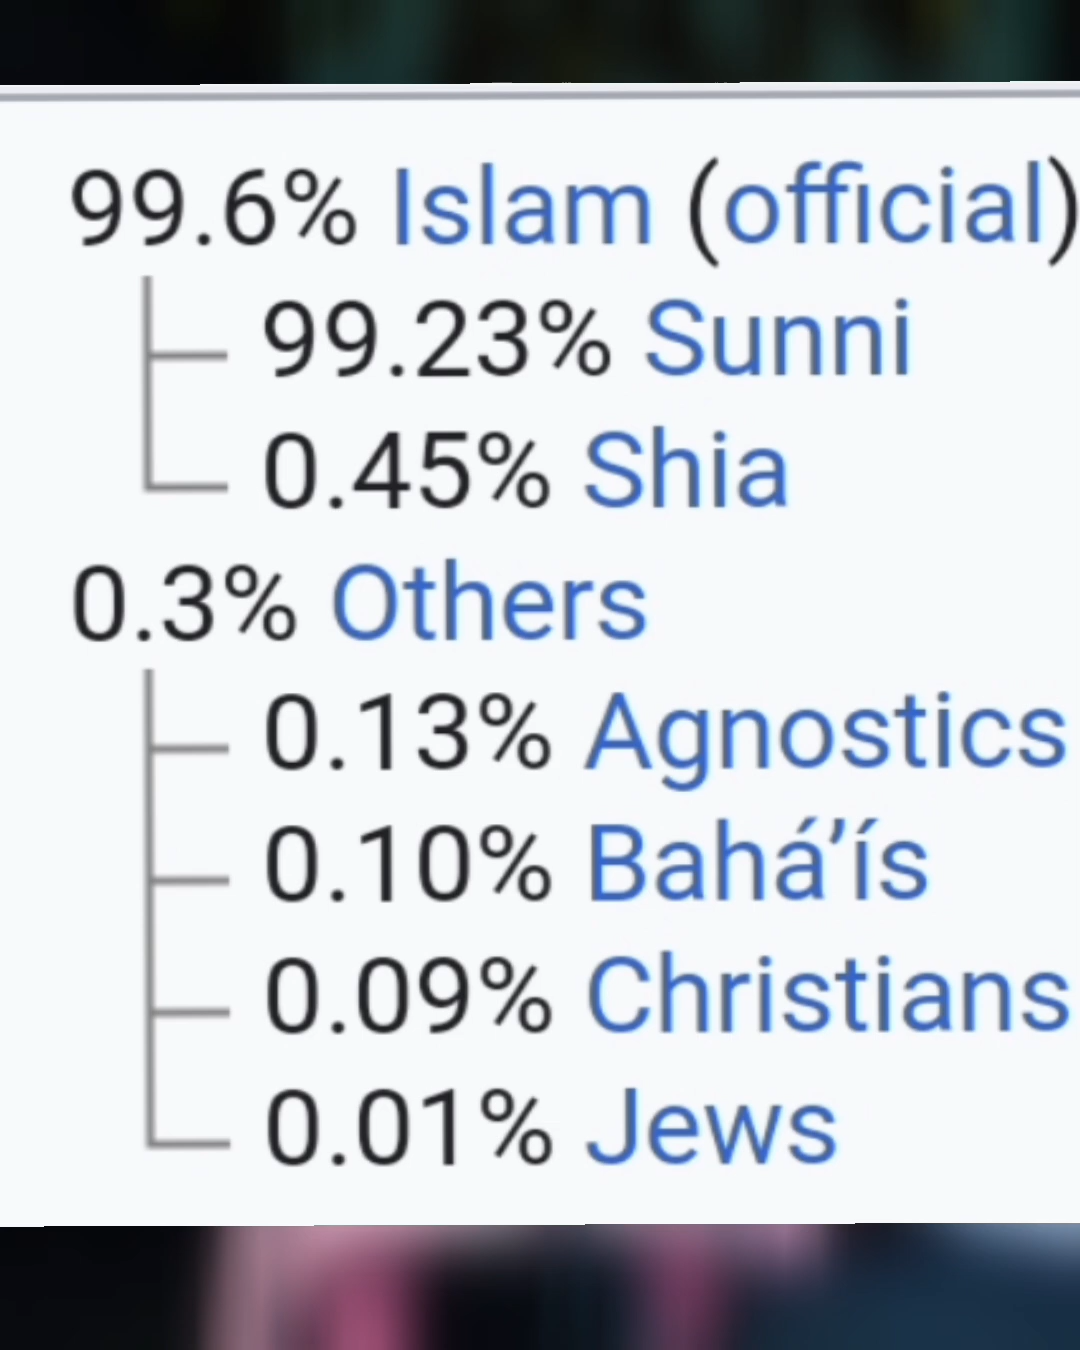 99.6% Islam (official)
99.23% Sunni
0.45% Shia
0.3% Others
0.13% Agnostics
0.10% Bahá’ís
0.09% Christians
0.01% Jews